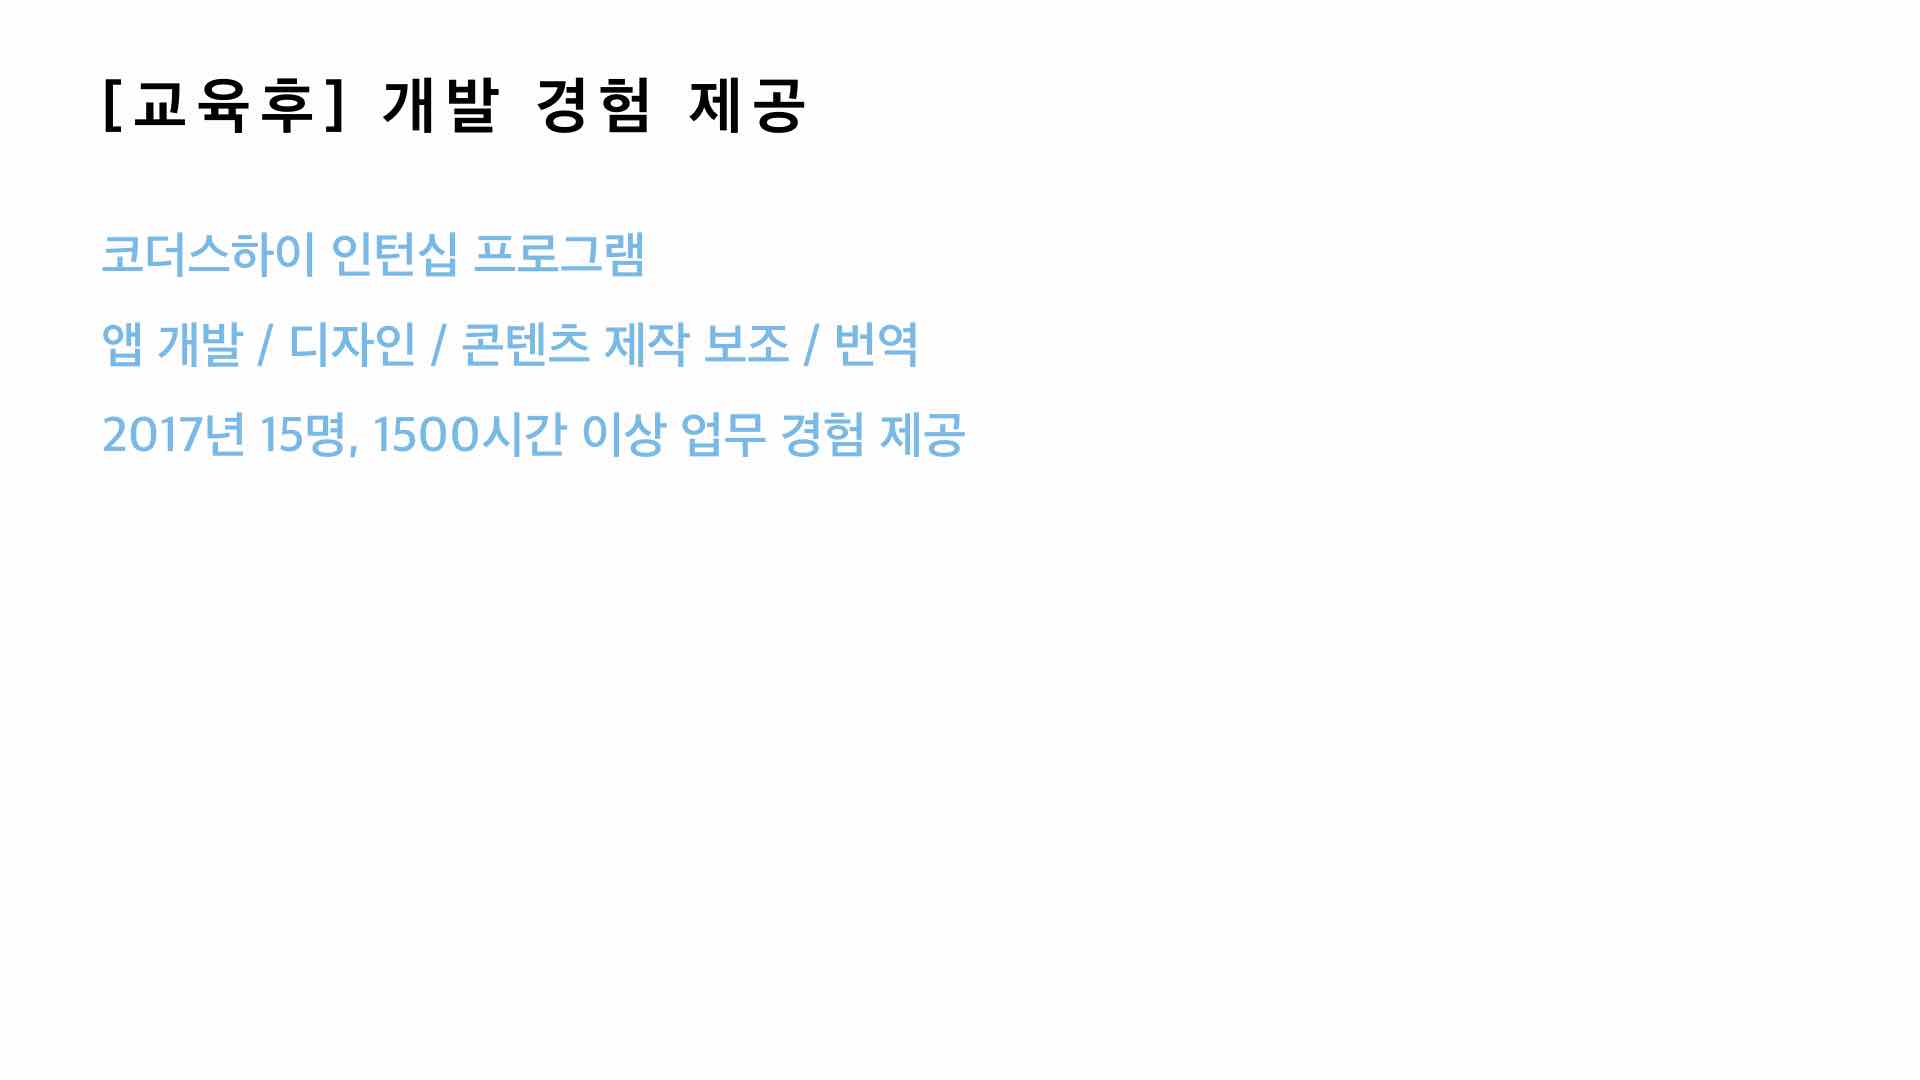 [교육후] 개발 경험 제공
코더스하이 인턴십 프로그램
앱 개발 / 디자인 / 콘텐츠 제작 보조 / 번역
2017년 15명, 1500시간 이상 업무 경험 제공